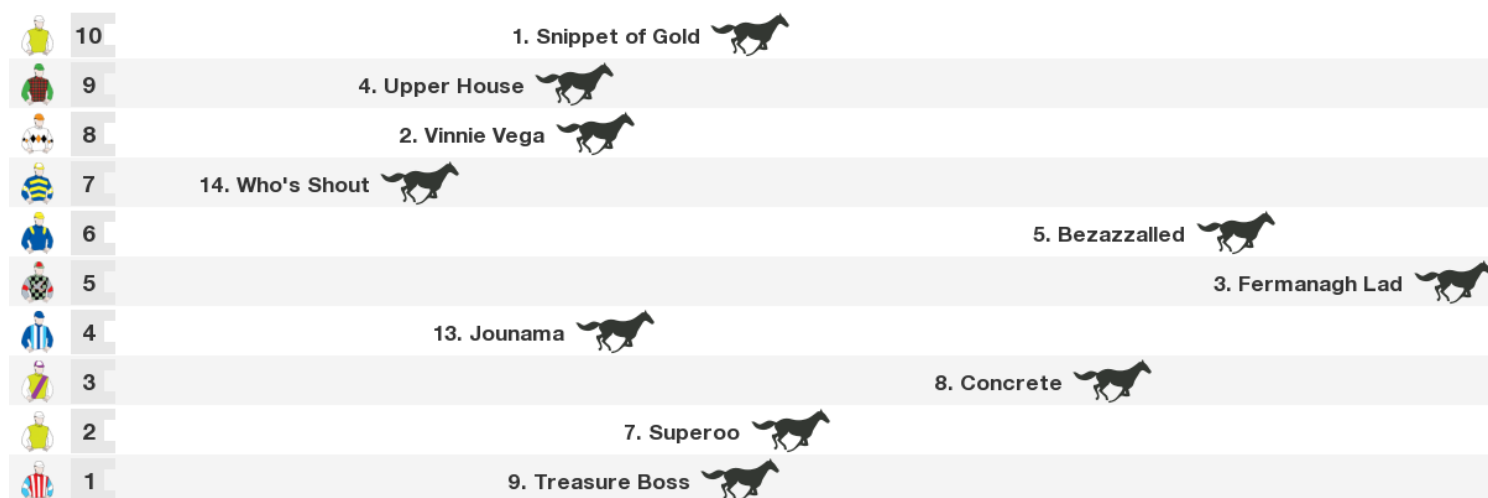 10 1. Snippet of Gold
9 4. Upper House
8 2. Vinnie Vega
7 14. Who's Shout
6 5. Bezazzalled
5 3. Fermanagh Lad
4 13. Jounama
3 8. Concrete
2 7. Superoo
1 9. Treasure Boss